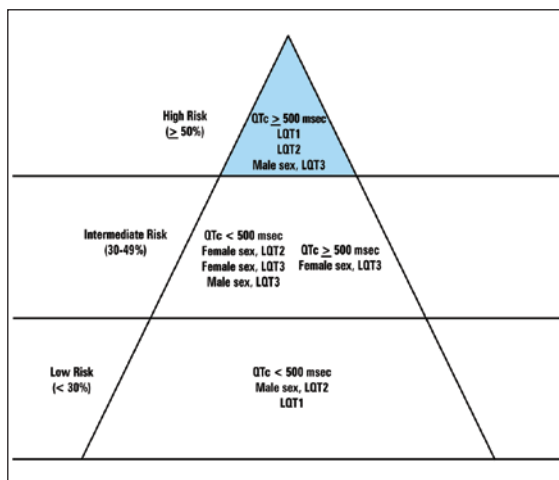 High Risk
(≥ 50%)
QTc ≥ 500 msec
LQT1
LQT2
Male sex, LQT3
Intermediate Risk
(30-49%)
QTc < 500 msec
Female sex, LQT2
Female sex, LQT3
Male sex, LQT3
QTc ≥ 500 msec
Female sex, LQT3
Low Risk
(< 30%)
QTc < 500 msec
Male sex, LQT2
LQT1